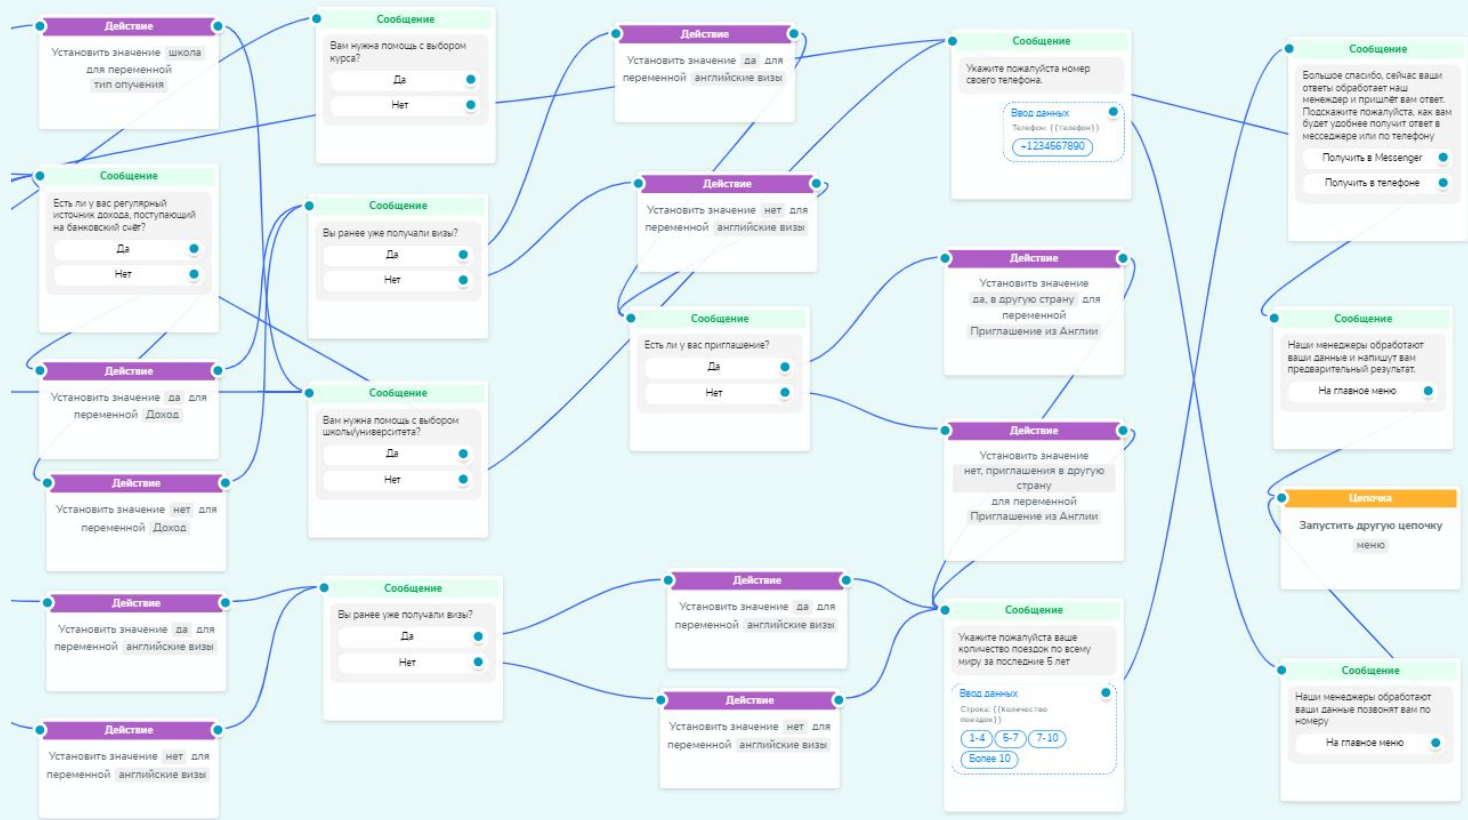 Действие
Установить значение школа
для переменной
тип опучения
Сообщение
Есть ли у вас регулярный
источник дохода, поступающий
на банковский счёт?
Да
Нет
Действие
Установить значение да для
переменной Доход
Действие
Установить значение нет для
переменной Доход
Действие
Установить значение да для
переменной английские визы
Действие
Установить значение нет для
переменной английские визы
Сообщение
Вам нужна помощь с выбором
курса?
Да
Нет
Сообщение
Вы ранее уже получали визы?
Да
Нет
Сообщение
Вам нужна помощь с выбором
школы/университета?
Да
Нет
Сообщение
Вы ранее уже получали визы?
Да
Нет
Действие
Установить значение да для
переменной английские визы
Действие
Установить значение нет для
переменной английские визы
Сообщение
Есть ли у вас приглашение?
Да
Нет
Действие
Установить значение да для
переменной английские визы
Действие
Установить значение нет для
переменной английские визы
Сообщение
Укажите пожалуйста номер
своего телефона.
Ввод данных
Телефон: {{телефон}}
+1234567890
Действие
Установить значение
да, в другую страну для
переменной
Приглашение из Англии
Действие
Установить значение
нет, приглашения в другую
страну
для переменной
Приглашение из Англии
Сообщение
Укажите пожалуйста ваше
количество поездок по всему
миру за последние 5 лет
Ввод данных
Строка: {{Количество
поездок}}
1-4 5-7 7-10
Более 10
Сообщение
Большое спасибо, сейчас ваши
ответы обработает наш
менеждер и пришлёт вам ответ.
Подскажите пожалуйста, как вам
будет удобнее получит ответ в
месседжере или по телефону
Получить в Messenger
Получить в телефоне
Сообщение
Наши менеджеры обработают
ваши данные и напишут вам
предварительный результат.
На главное меню
Цепочка
Запустить другую цепочку
меню
Сообщение
Наши менеджеры обработают
ваши данные позвонят вам по
номеру
На главное меню